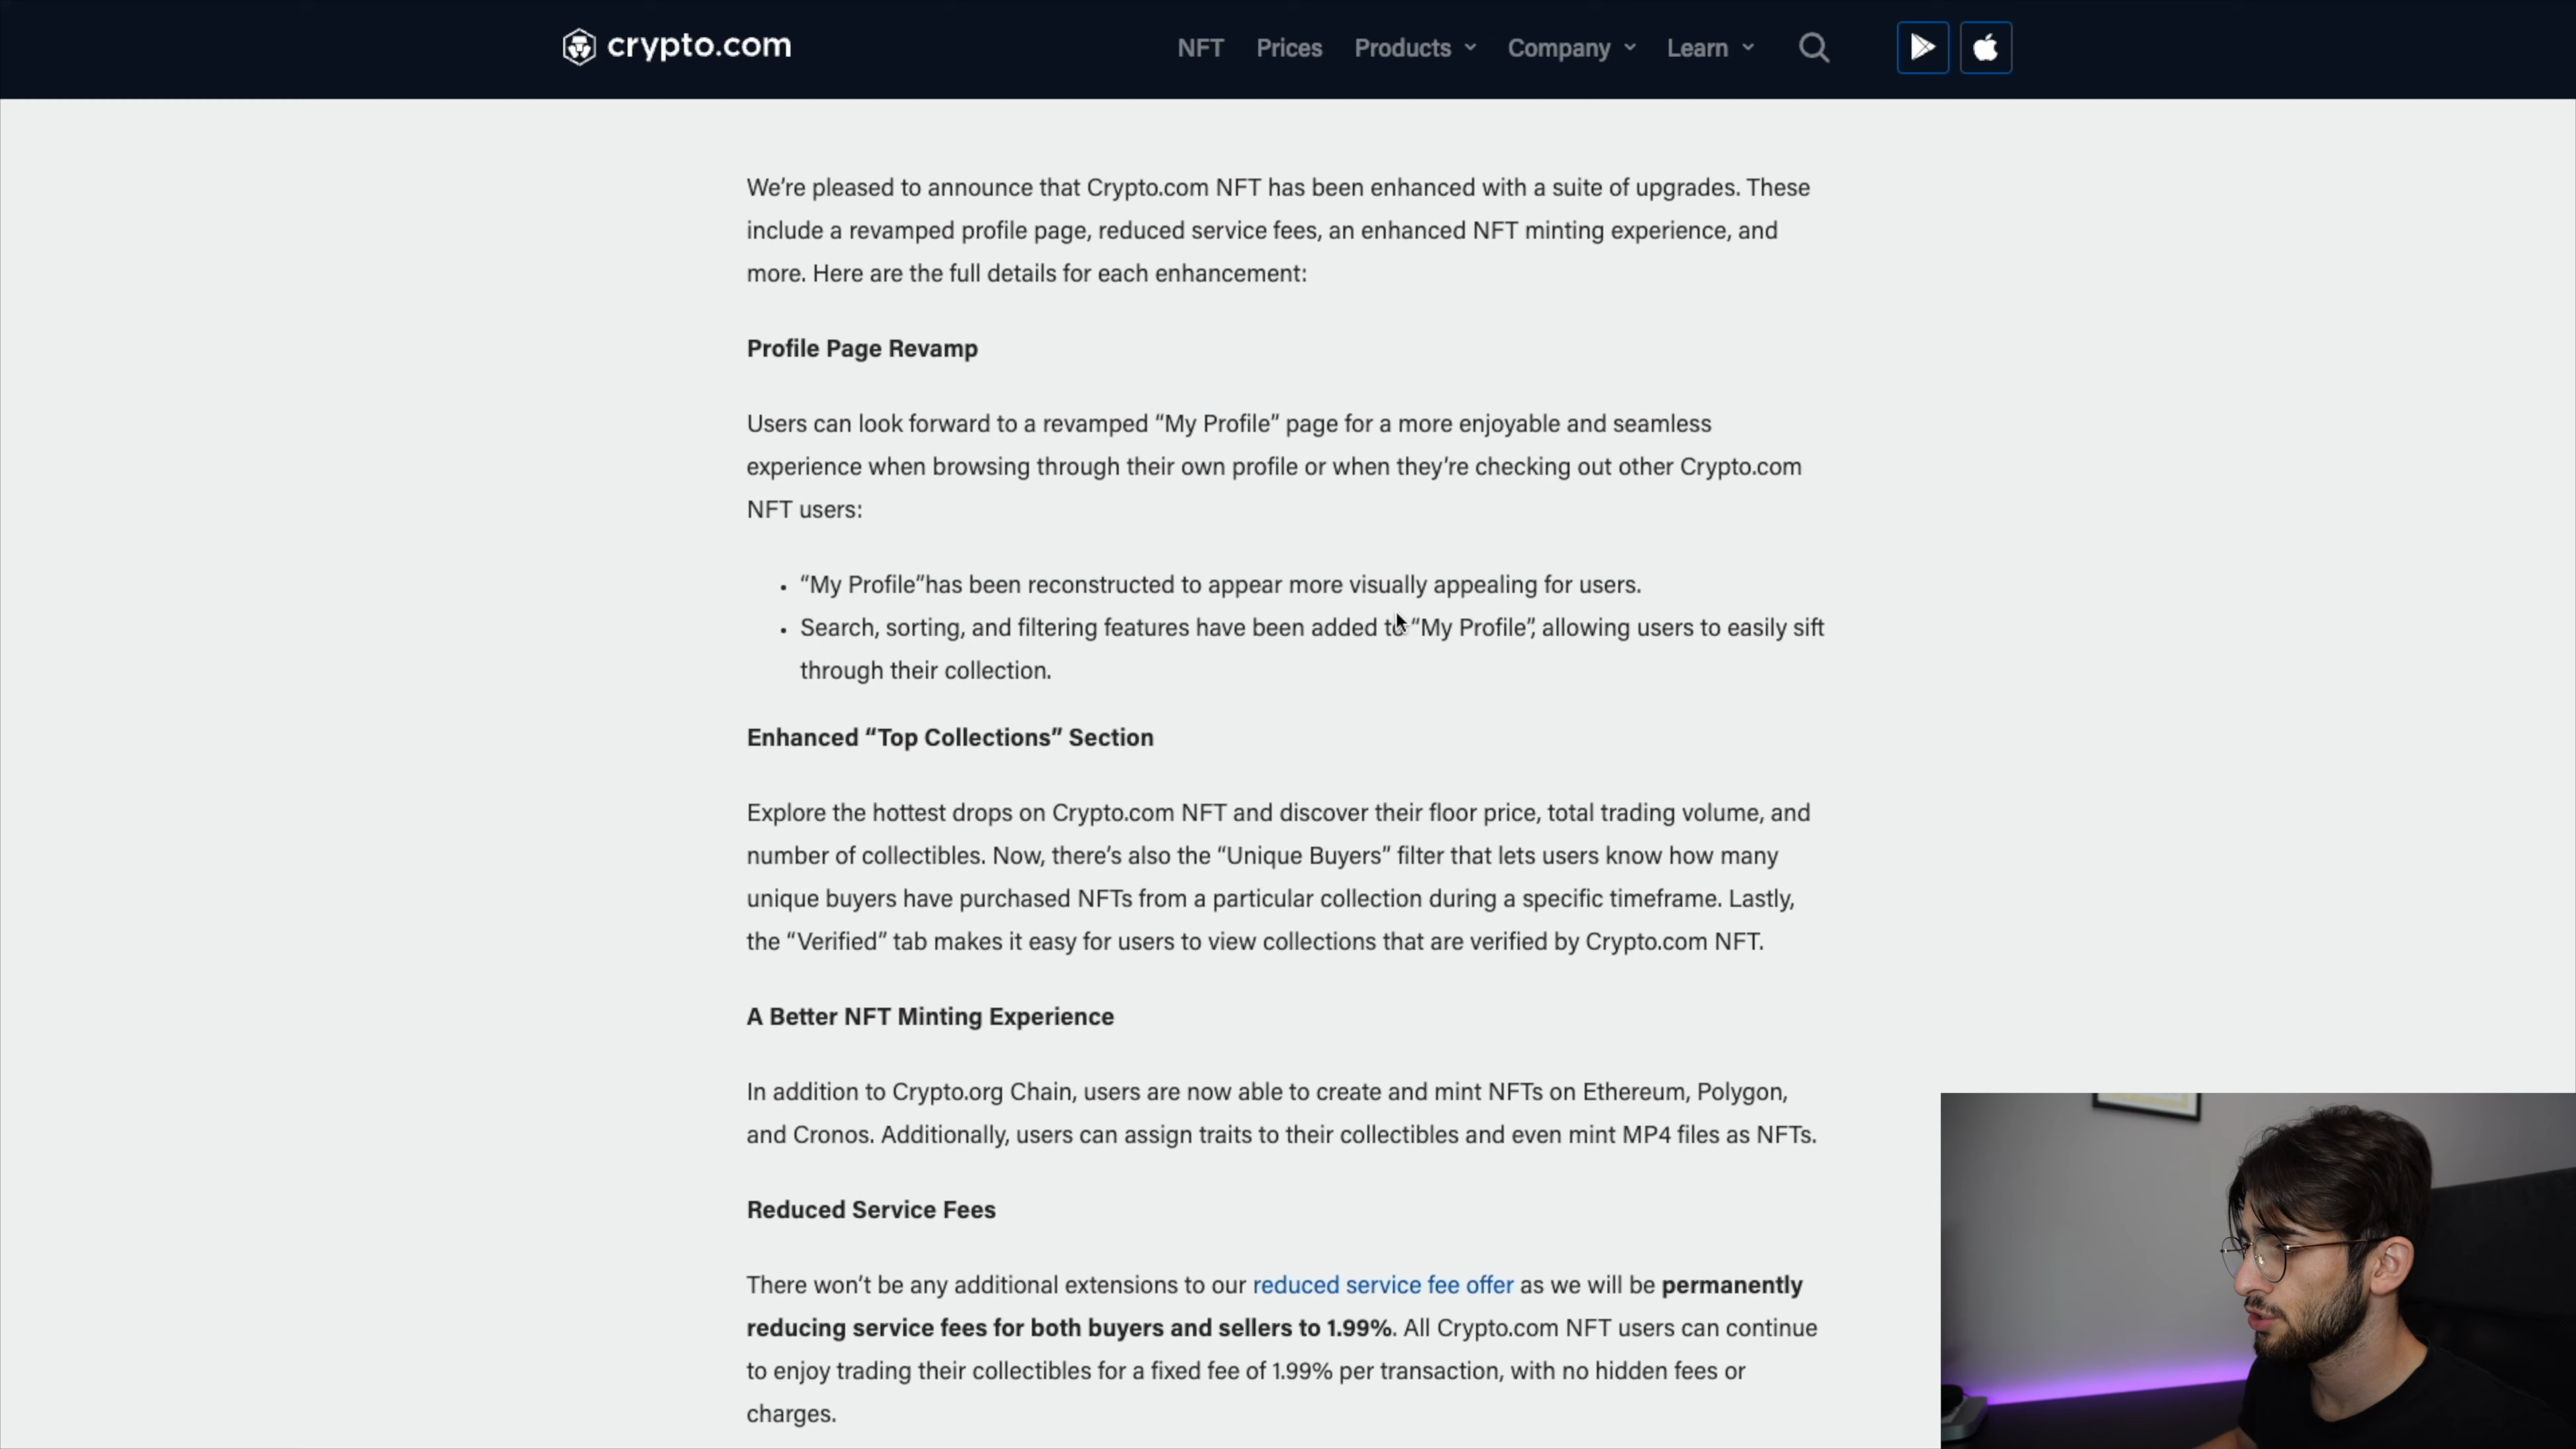 crypto.com
NFT Prices Products Company Learn
We’re pleased to announce that Crypto.com NFT has been enhanced with a suite of upgrades. These
include a revamped profile page, reduced service fees, an enhanced NFT minting experience, and
more. Here are the full details for each enhancement:
Profile Page Revamp
Users can look forward to a revamped “My Profile” page for a more enjoyable and seamless
experience when browsing through their own profile or when they’re checking out other Crypto.com
NFT users:
• “My Profile”has been reconstructed to appear more visually appealing for users.
• Search, sorting, and filtering features have been added to “My Profile”, allowing users to easily sift
through their collection.
Enhanced “Top Collections” Section
Explore the hottest drops on Crypto.com NFT and discover their floor price, total trading volume, and
number of collectibles. Now, there’s also the “Unique Buyers” filter that lets users know how many
unique buyers have purchased NFTs from a particular collection during a specific timeframe. Lastly,
the “Verified” tab makes it easy for users to view collections that are verified by Crypto.com NFT.
A Better NFT Minting Experience
In addition to Crypto.org Chain, users are now able to create and mint NFTs on Ethereum, Polygon,
and Cronos. Additionally, users can assign traits to their collectibles and even mint MP4 files as NFTs.
Reduced Service Fees
There won’t be any additional extensions to our reduced service fee offer as we will be permanently
reducing service fees for both buyers and sellers to 1.99%. All Crypto.com NFT users can continue
to enjoy trading their collectibles for a fixed fee of 1.99% per transaction, with no hidden fees or
charges.